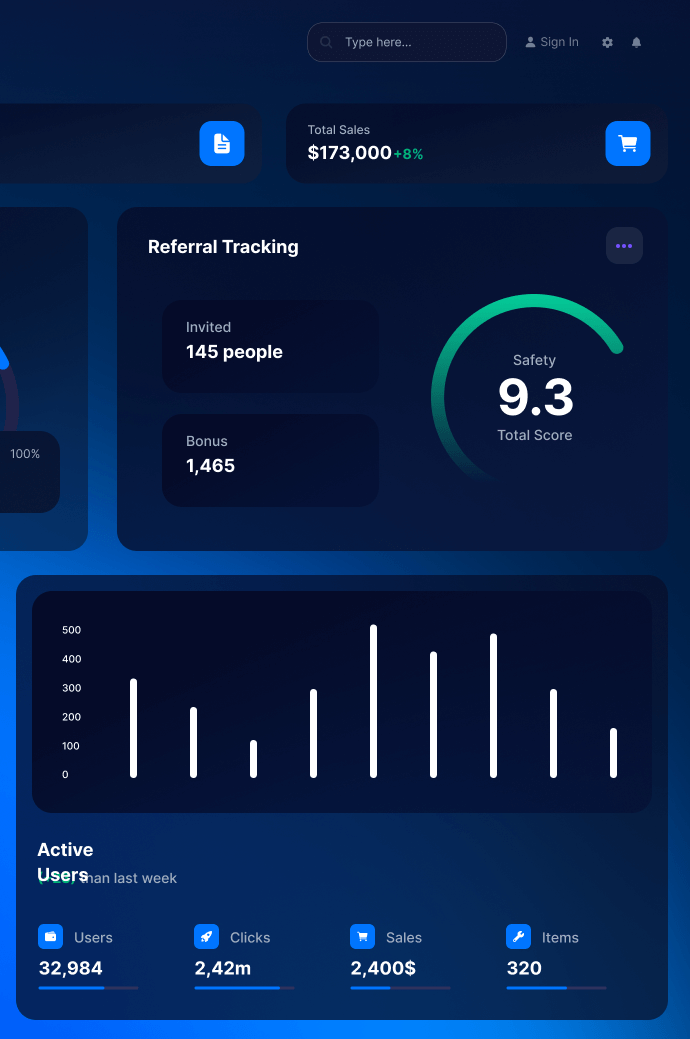 Type here...
Sign In
Total Sales
$173,000+8%
Referral Tracking
Invited
145 people
Safety
9.3
Total Score
100%
Bonus
1,465
500
400
300
200
100
0
Active
Users
than last week
Users
Clicks
Sales
Items
32,984
2,42m
2,400$
320